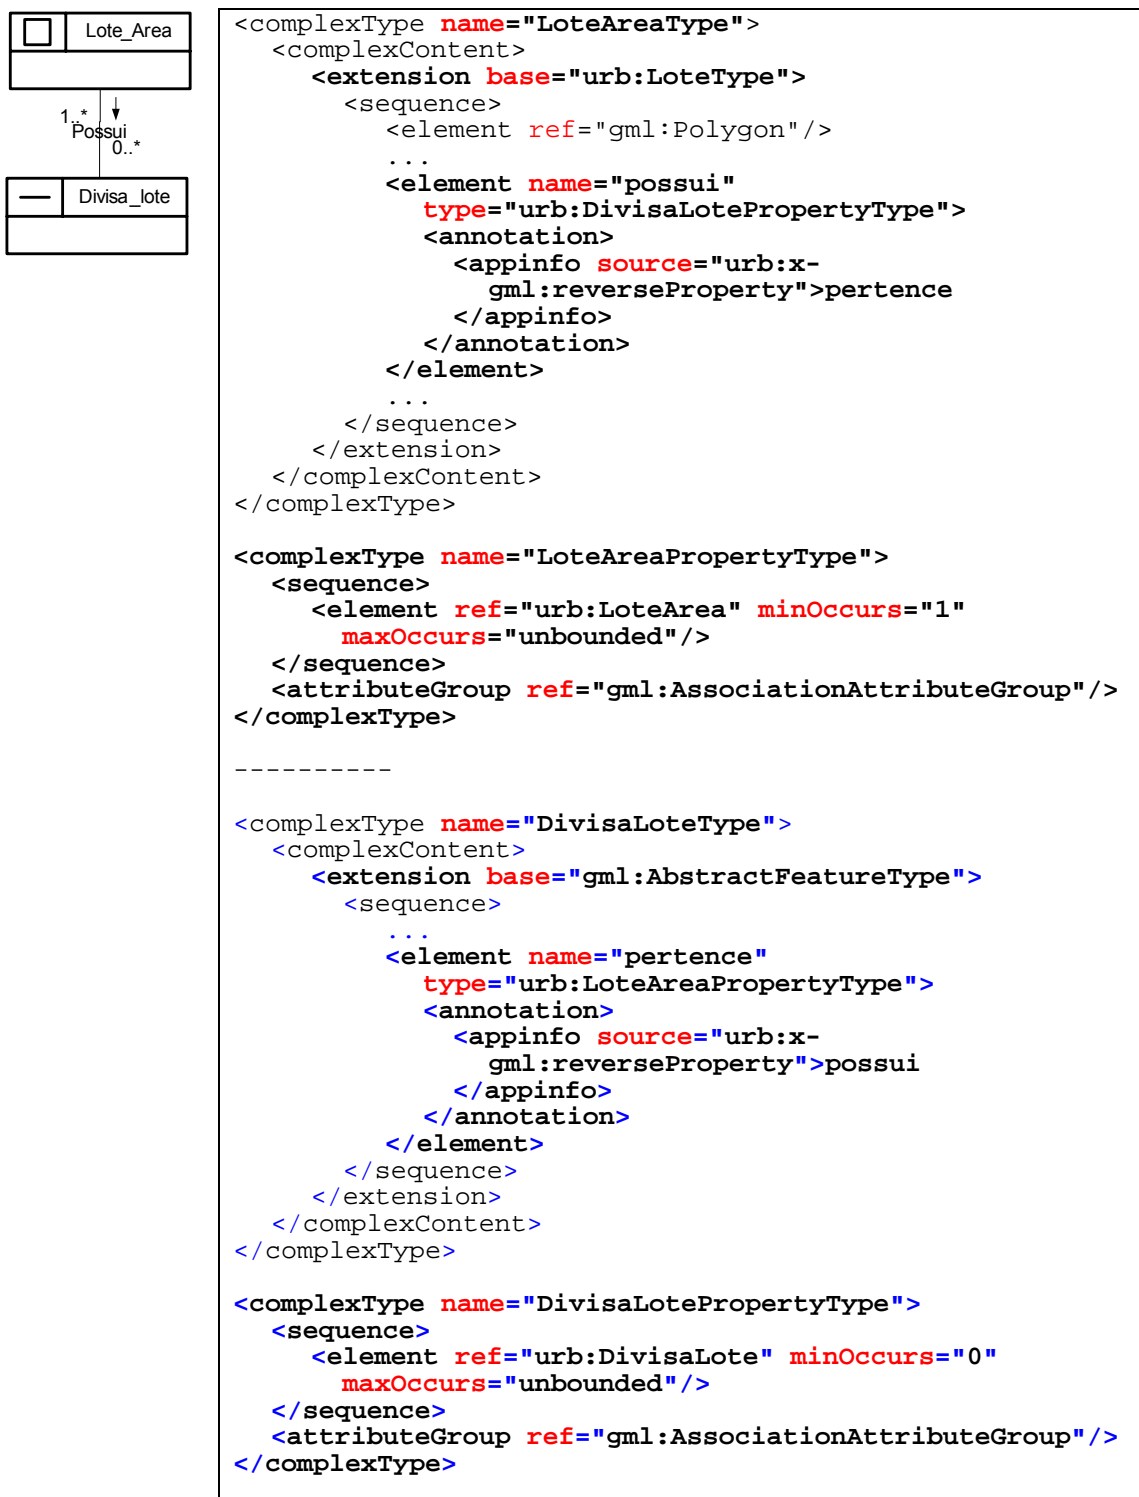 Lote_Area
1..*
Possui
0..*
Divisa_lote
<complexType name="LoteAreaType">
<complexContent>
<extension base="urb:LoteType">
<sequence>
<element ref="gml:Polygon"/>
...
<element name="possui"
type="urb:DivisaLotePropertyType">
<annotation>
<appinfo source="urb:x-
gml:reverseProperty">pertence
</appinfo>
</annotation>
</element>
...
</sequence>
</extension>
</complexContent>
</complexType>
<complexType name="LoteAreaPropertyType">
<sequence>
<element ref="urb:LoteArea" minOccurs="1"
maxOccurs="unbounded"/>
</sequence>
<attributeGroup ref="gml:AssociationAttributeGroup"/>
</complexType>
----------
<complexType name="DivisaLoteType">
<complexContent>
<extension base="gml:AbstractFeatureType">
<sequence>
...
<element name="pertence"
type="urb:LoteAreaPropertyType">
<annotation>
<appinfo source="urb:x-
gml:reverseProperty">possui
</appinfo>
</annotation>
</element>
</sequence>
</extension>
</complexContent>
</complexType>
<complexType name="DivisaLotePropertyType">
<sequence>
<element ref="urb:DivisaLote" minOccurs="0"
maxOccurs="unbounded"/>
</sequence>
<attributeGroup ref="gml:AssociationAttributeGroup"/>
</complexType>